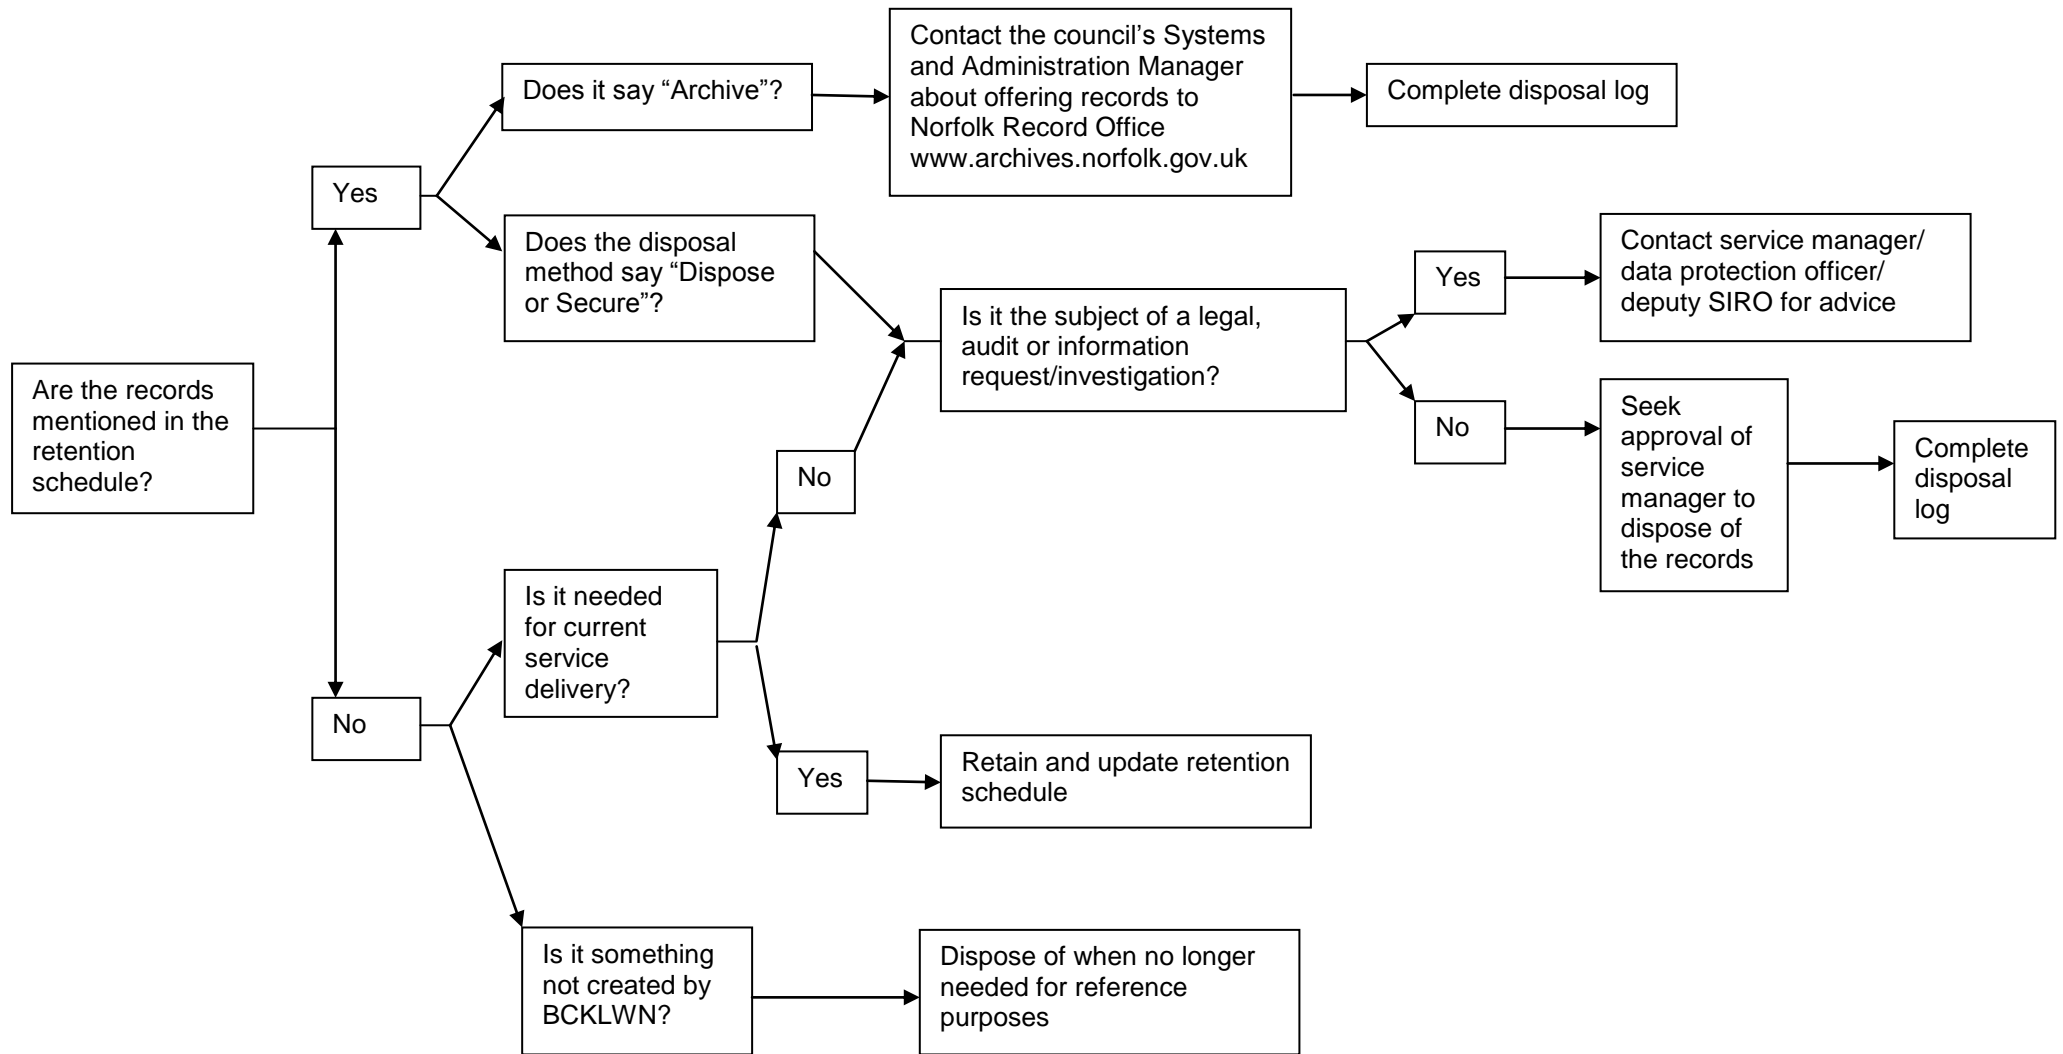 Are the records
mentioned in the
retention
schedule?
Yes
Does it say “Archive”?
Contact the council’s Systems
and Administration Manager
about offering records to
Norfolk Record Office
www.archives.norfolk.gov.uk
Complete disposal log
Does the disposal
method say “Dispose
or Secure”?
Is it the subject of a legal,
audit or information
request/investigation?
Yes
Contact service manager/
data protection officer/
deputy SIRO for advice
No
Seek
approval of
service
manager to
dispose of
the records
Complete
disposal
log
No
Is it needed
for current
service
delivery?
No
Yes
Retain and update retention
schedule
Is it something
not created by
BCKLWN?
Dispose of when no longer
needed for reference
purposes